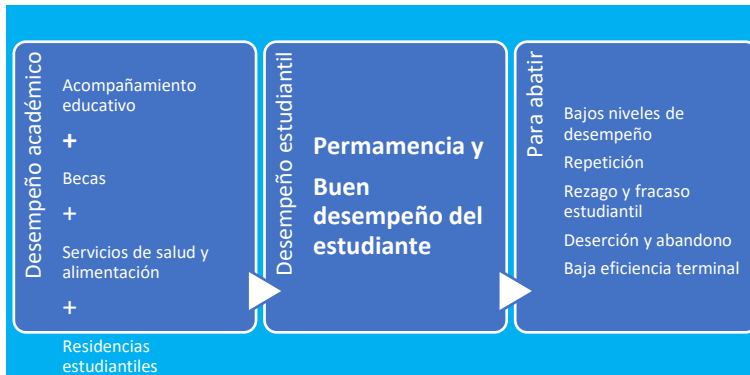 Desempeño académico
Acompañamiento
educativo
+
Becas
+
Servicios de salud y
alimentación
+
Residencias
estudiantiles
Desempeño estudiantil
Permamencia y
Buen
desempeño del
estudiante
Para abatir
Bajos niveles de
desempeño
Repetición
Rezago y fracaso
estudiantil
Deserción y abandono
Baja eficiencia terminal